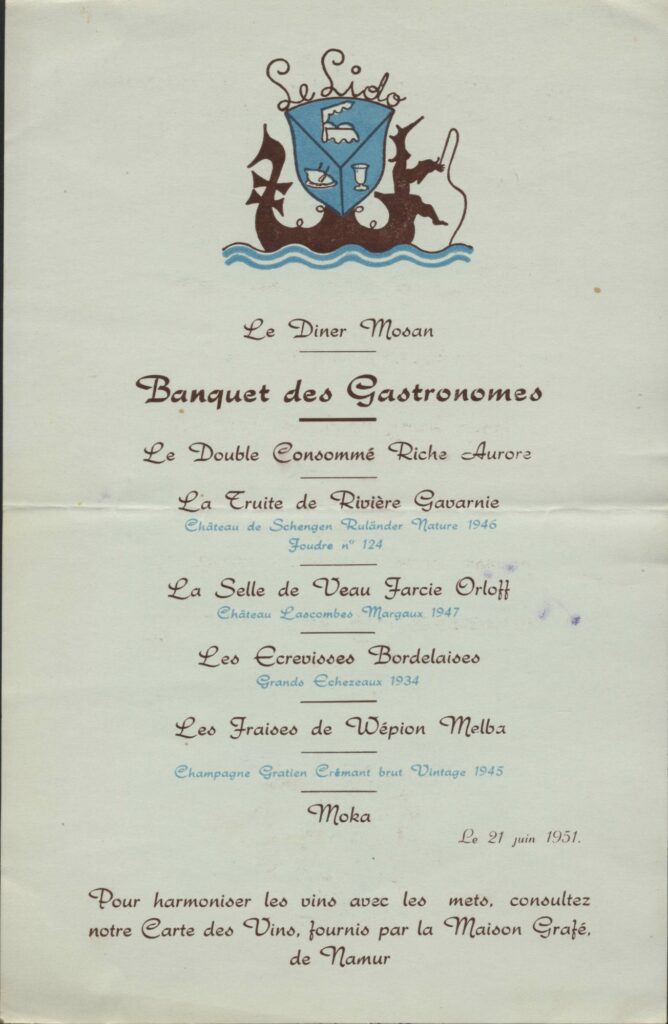 Le Lido
Le Diner Mosan
Banquet des Gastronomes
Le Double Consommé Riche Aurore
La Truite de Rivière Gavarnie
Château de Schengen Ruländer Nature 1946
Foudre nº 124
La Selle de Veau Farcie Orloff
Château Lascombes Margaux 1947
Les Ecrevisses Bordelaises
Grands Echezeaux 1934
Les Fraises de Wépion Melba
Champagne Gratien Crémant brut Vintage 1945
Moka
Le 21 juin 1951.
Pour harmoniser les vins avec les mets, consultez
notre Carte des Vins, fournis par la Maison Grafé,
de Namur